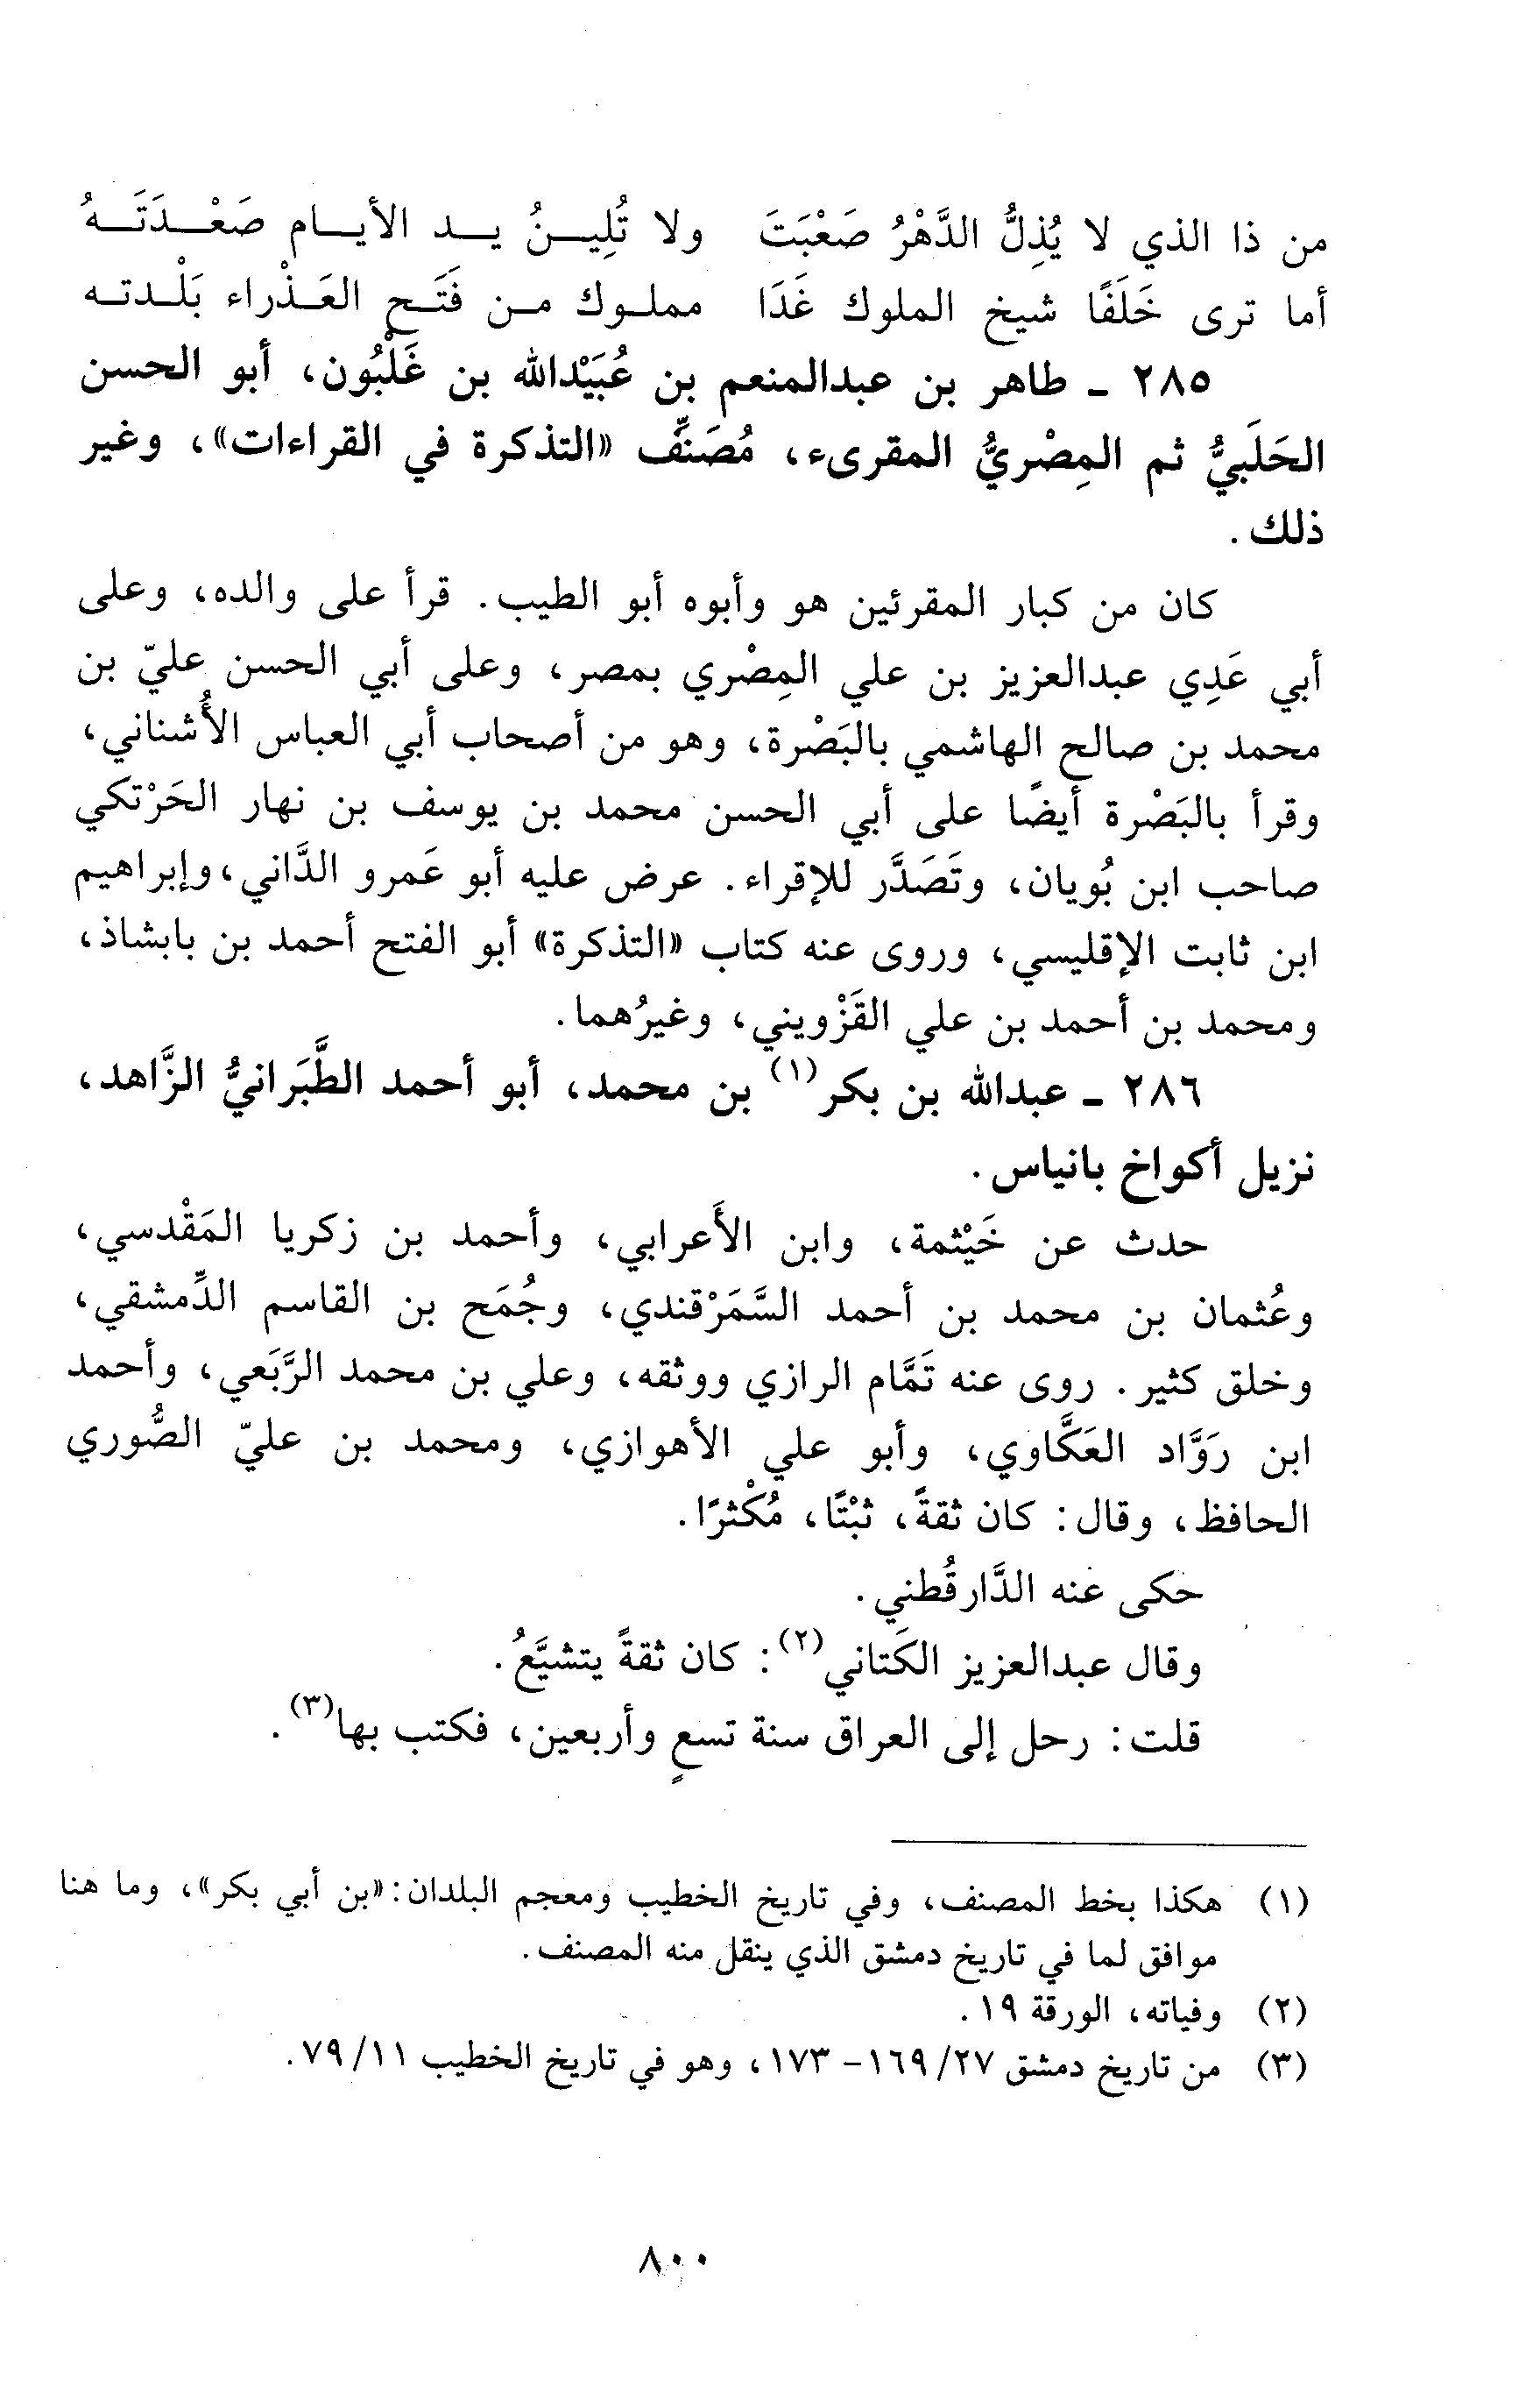 من ذا الذي لا يُذِلُّ الدَّهْرُ صَعْبَتَ ولا تُلِينُ يد الأيام صَعْدَتَهُ
أما ترى خَلَفًا شيخ الملوك غَدَا مملوك من فَتَح العَذْراء بَلْدته
٢٨٥ - طاهر بن عبدالمنعم بن عُبَيْدالله بن غَلْبُون، أبو الحسن
الحَلَبيُّ ثم المِصْريُّ المقرىء، مُصَنِّف «التذكرة في القراءات»، وغير
ذلك.
كان من كبار المقرئين هو وأبوه أبو الطيب. قرأ على والده، وعلى
أبي عَدِي عبدالعزيز بن علي المِصْري بمصر، وعلى أبي الحسن عليّ بن
محمد بن صالح الهاشمي بالبَصْرة، وهو من أصحاب أبي العباس الأُشناني،
وقرأ بالبَصْرة أيضًا على أبي الحسن محمد بن يوسف بن نهار الحَرْتكي
صاحب ابن بُويان، وتَصَدَّر للإقراء. عرض عليه أبو عَمرو الدَّاني، وإبراهيم
ابن ثابت الإقليسي، وروى عنه كتاب «التذكرة» أبو الفتح أحمد بن بابشاذ،
ومحمد بن أحمد بن علي القَزْويني، وغيرُهما.
٢٨٦ - عبدالله بن بكر(١) بن محمد، أبو أحمد الطَّبَرانيُّ الزَّاهد،
نزيل أكواخ بانياس.
حدث عن خَيْثمة، وابن الأَعرابي، وأحمد بن زكريا المَقْدسي،
وعُثمان بن محمد بن أحمد السَّمَرْقندي، وجُمَح بن القاسم الدِّمشقي،
وخلق كثير. روى عنه تَمَّام الرازي ووثقه، وعلي بن محمد الرَّبَعي، وأحمد
ابن رَوَّاد العَكَّاوي، وأبو علي الأهوازي، ومحمد بن عليّ الصُّوري
الحافظ، وقال: كان ثقةً، ثبْتًا، مُكْثرًا.
حكى عنه الدَّارقُطني.
وقال عبدالعزيز الكَتاني(٢): كان ثقةً يتشيَّعُ.
قلت: رحل إلى العراق سنة تسعٍ وأربعين، فكتب بها(٣).
(١) هكذا بخط المصنف، وفي تاريخ الخطيب ومعجم البلدان: «بن أبي بكر»، وما هنا
موافق لما في تاريخ دمشق الذي ينقل منه المصنف.
(٢) وفياته، الورقة ١٩.
(٣) من تاريخ دمشق ٢٧/ ١٦٩ - ١٧٣، وهو في تاريخ الخطيب ١١/ ٧٩.
٨٠٠